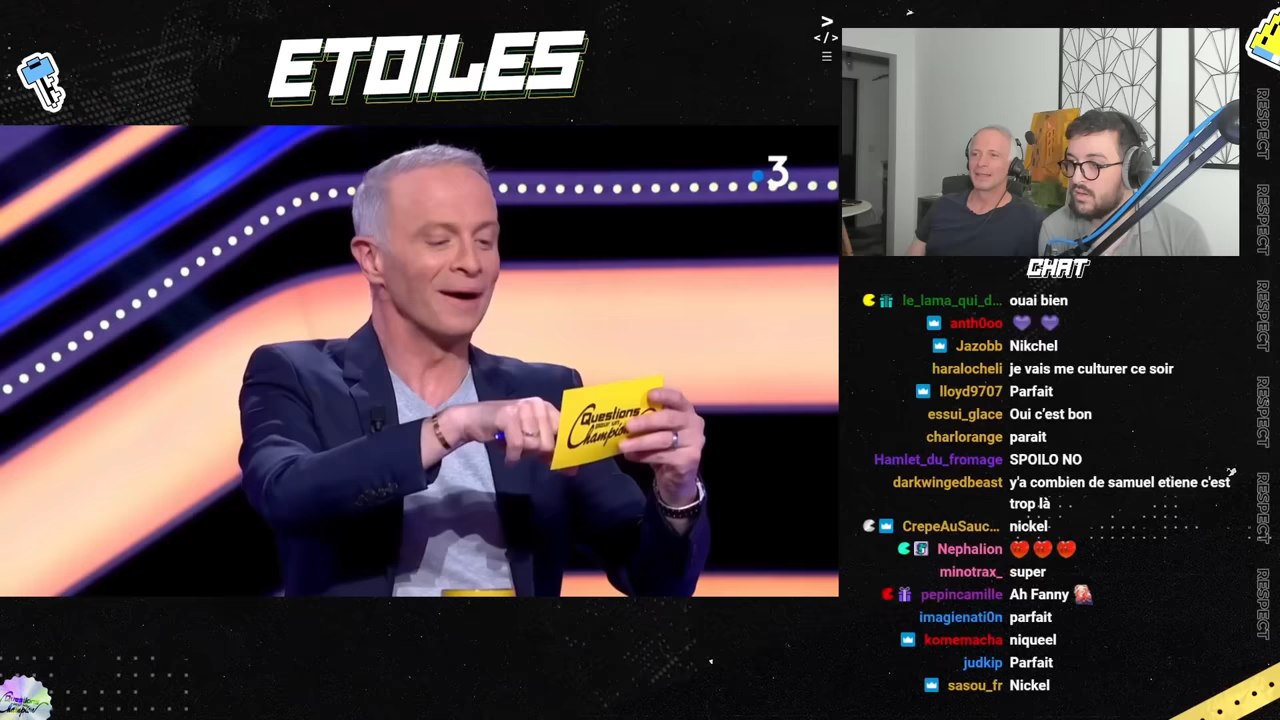 ETOILES
>
</>
3
Questions
pour un
Champion
CHAT
le_lama_qui_d... ouai bien
anth0oo
Jazobb Nikchel
haralocheli je vais me culturer ce soir
lloyd9707 Parfait
essui_glace Oui c'est bon
charlorange parait
Hamlet_du_fromage SPOILO NO
darkwingedbeast y'a combien de samuel etiene c'est
trop là
CrepeAuSauc... nickel
Nephalion
minotrax_ super
pepincamille Ah Fanny
imagienati0n parfait
komemacha niqueel
judkip Parfait
sasou_fr Nickel
RESPECT
RESPECT
RESPECT
RESPECT
RESPECT
RESPECT